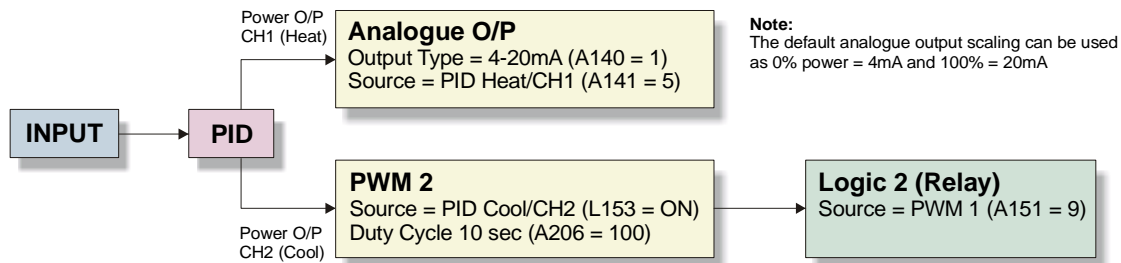 Power O/P
CH1 (Heat)
Analogue O/P
Output Type = 4-20mA (A140 = 1)
Source = PID Heat/CH1 (A141 = 5)
Note:
The default analogue output scaling can be used
as 0% power = 4mA and 100% = 20mA
INPUT
PID
PWM 2
Source = PID Cool/CH2 (L153 = ON)
Duty Cycle 10 sec (A206 = 100)
Power O/P
CH2 (Cool)
Logic 2 (Relay)
Source = PWM 1 (A151 = 9)